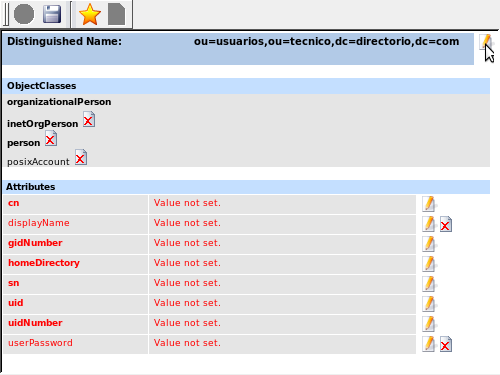 Distinguished Name: ou=usuarios,ou=tecnico,dc=directorio,dc=com
ObjectClasses
organizationalPerson
inetOrgPerson
person
posixAccount
Attributes
cn Value not set.
displayName Value not set.
gidNumber Value not set.
homeDirectory Value not set.
sn Value not set.
uid Value not set.
uidNumber Value not set.
userPassword Value not set.